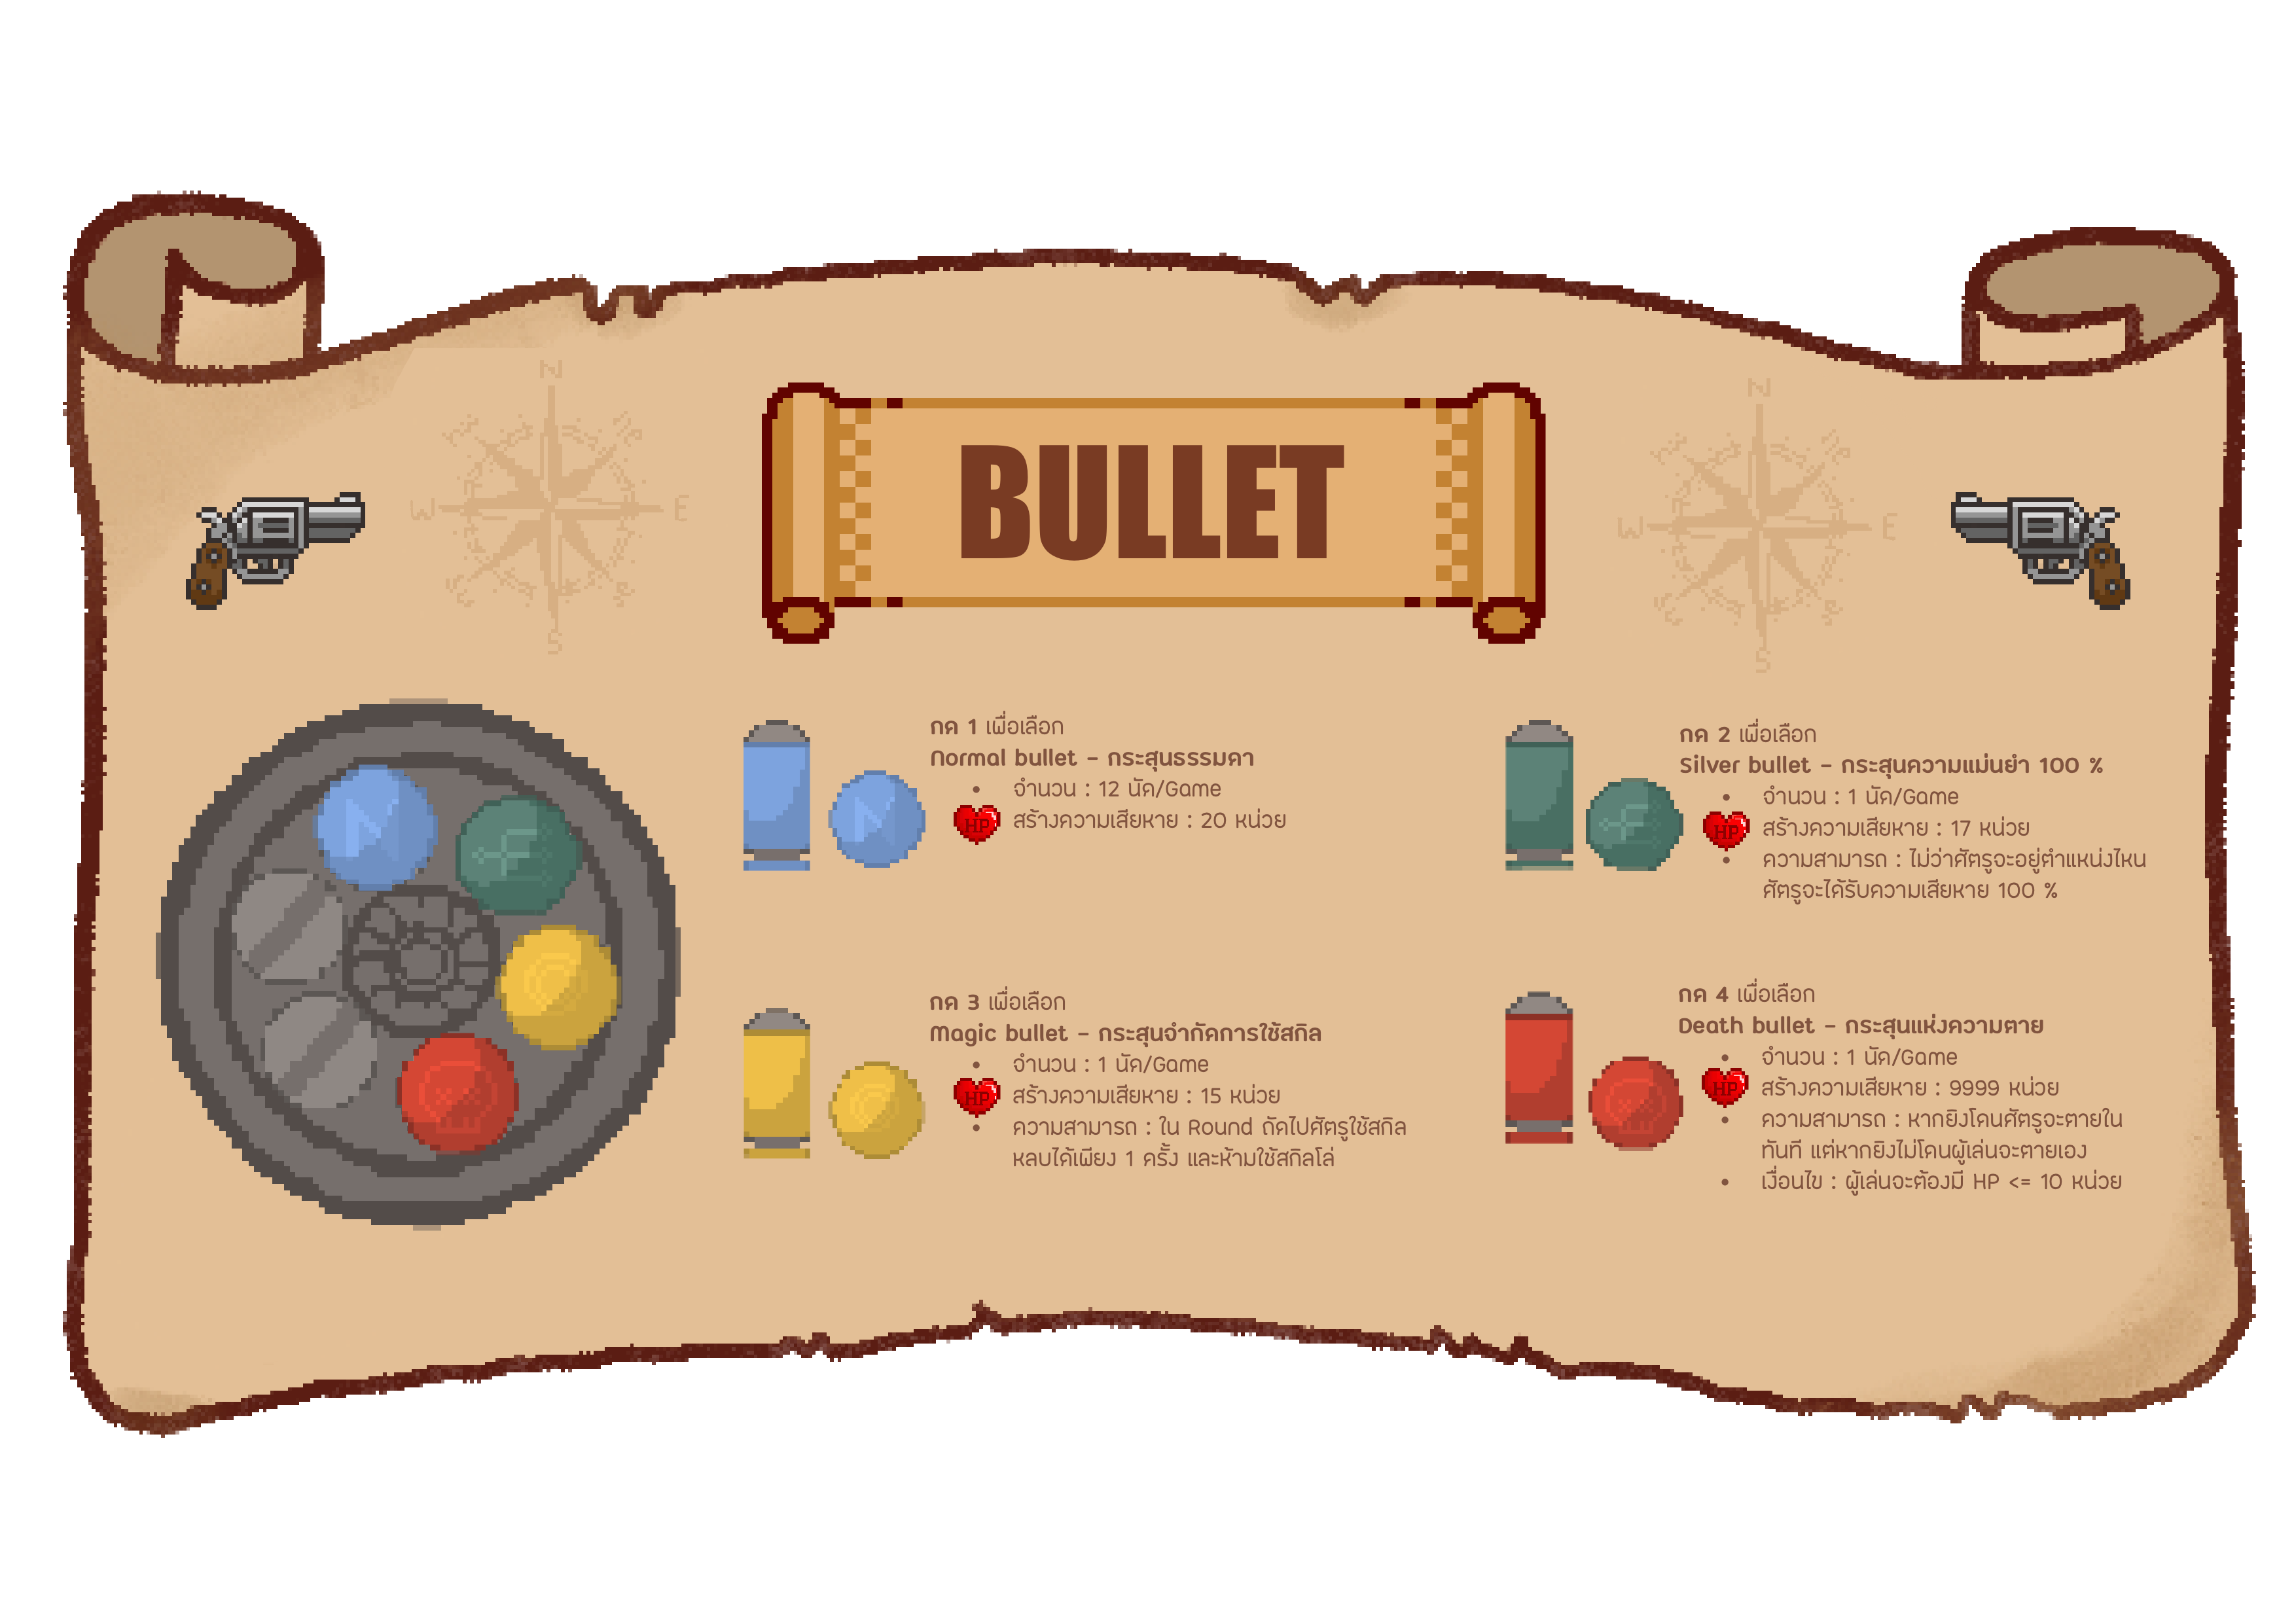 N
W E
S
BULLET
N
W E
S
กด 1 เพื่อเลือก
Normal bullet - กระสุนธรรมดา
• จำนวน : 12 นัด/Game
HP สร้างความเสียหาย : 20 หน่วย
กด 2 เพื่อเลือก
Silver bullet - กระสุนความแม่นยำ 100 %
• จำนวน : 1 นัด/Game
HP สร้างความเสียหาย : 17 หน่วย
• ความสามารถ : ไม่ว่าศัตรูจะอยู่ตำแหน่งไหน
ศัตรูจะได้รับความเสียหาย 100 %
กด 3 เพื่อเลือก
Magic bullet - กระสุนจำกัดการใช้สกิล
• จำนวน : 1 นัด/Game
HP สร้างความเสียหาย : 15 หน่วย
• ความสามารถ : ใน Round ถัดไปศัตรูใช้สกิล
หลบได้เพียง 1 ครั้ง และห้ามใช้สกิลโล่
กด 4 เพื่อเลือก
Death bullet - กระสุนแห่งความตาย
• จำนวน : 1 นัด/Game
HP สร้างความเสียหาย : 9999 หน่วย
• ความสามารถ : หากยิงโดนศัตรูจะตายใน
ทันที แต่หากยิงไม่โดนผู้เล่นจะตายเอง
• เงื่อนไข : ผู้เล่นจะต้องมี HP <= 10 หน่วย
N
N